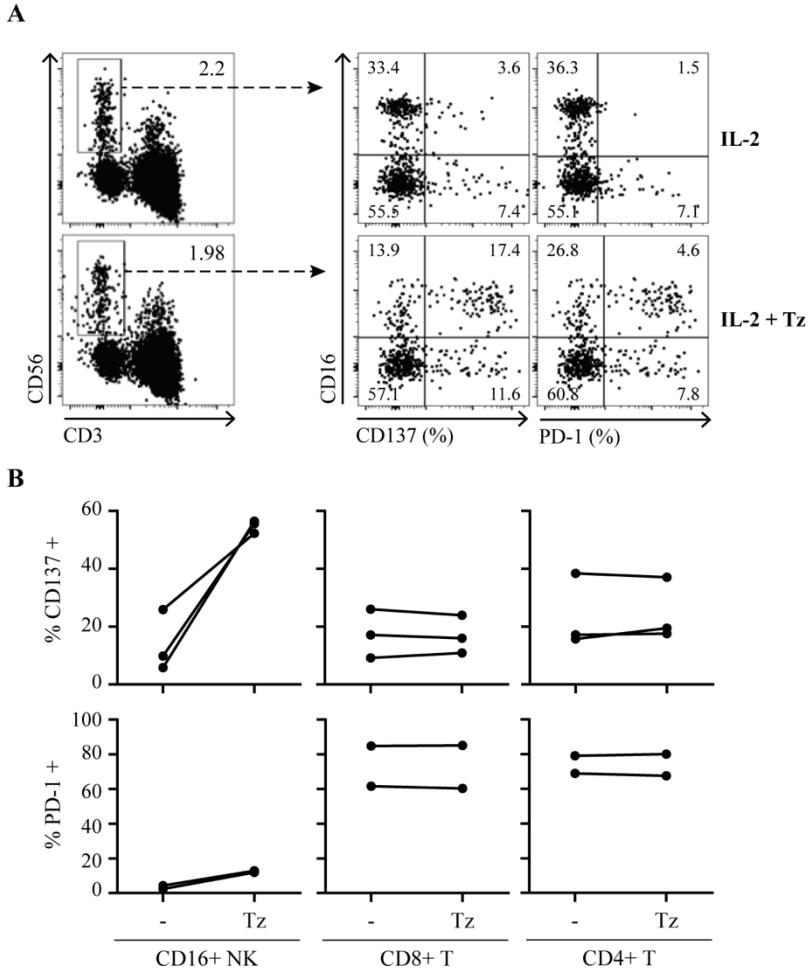 A
2.2
33.4 3.6
55.5 7.4
36.3 1.5
55.1 7.1
IL-2
1.98
13.9 17.4
57.1 11.6
26.8 4.6
60.8 7.8
IL-2 + Tz
CD56
CD3
CD16
CD137 (%)
PD-1 (%)
B
% CD137 +
60
40
20
0
% PD-1 +
100
80
60
40
20
0
- Tz
- Tz
- Tz
CD16+ NK
CD8+ T
CD4+ T